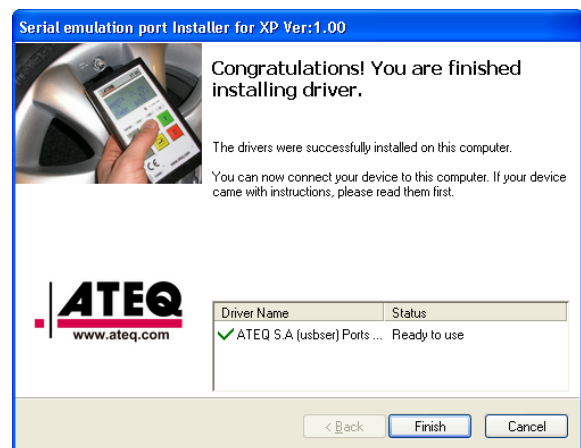 Serial emulation port Installer for XP Ver:1.00
Congratulations! You are finished
installing driver.
The drivers were successfully installed on this computer.
You can now connect your device to this computer. If your device
came with instructions, please read them first.
ATEQ
www.ateq.com
Driver Name Status
ATEQ S.A (usbser) Ports ... Ready to use
< Back Finish Cancel